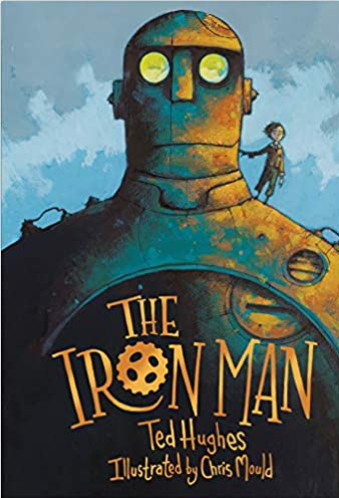 THE
IRON MAN
Ted Hughes
Illustrated by Chris Mould